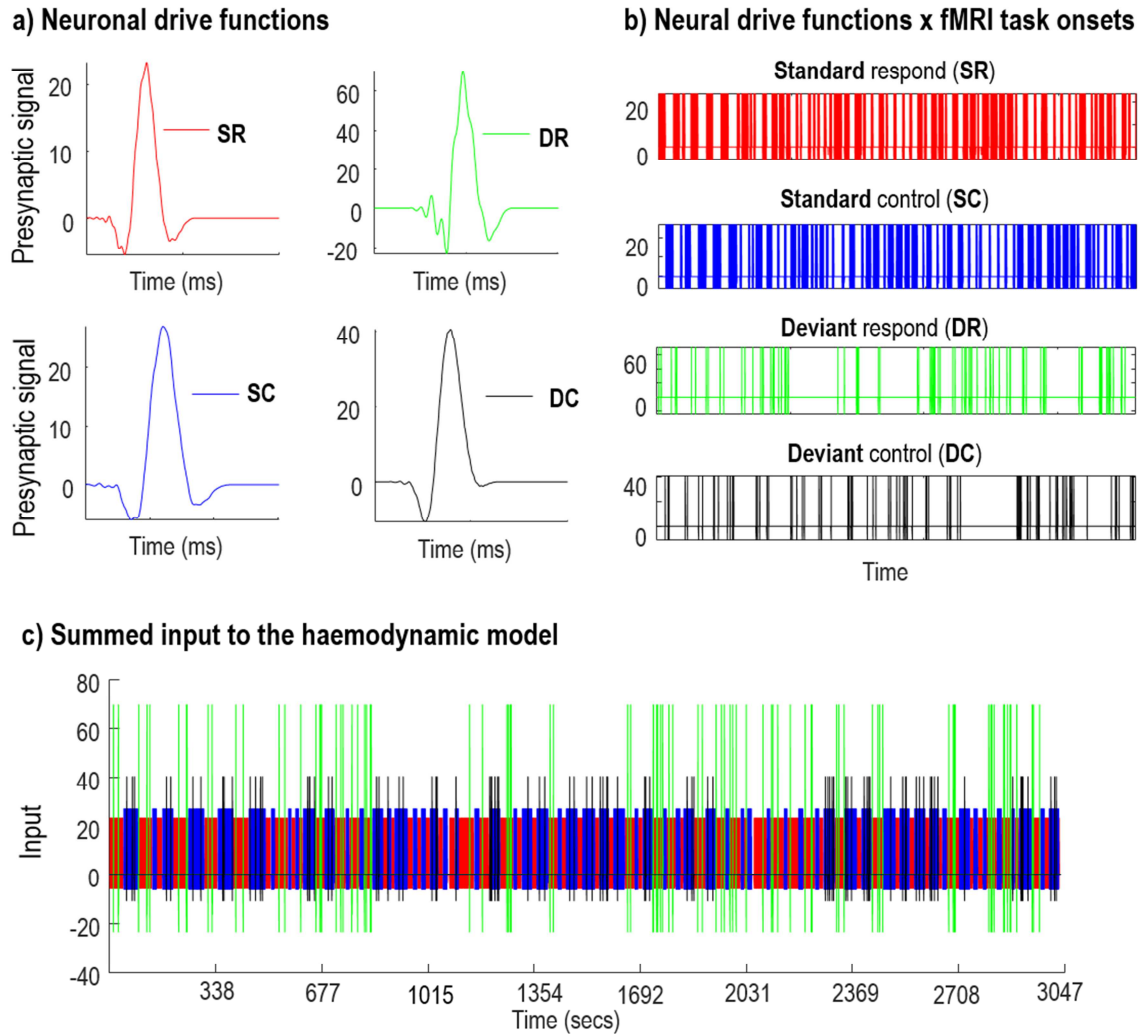 a) Neuronal drive functions
Presynaptic signal
20
10
0
SR
Time (ms)
60
40
20
0
-20
DR
Time (ms)
Presynaptic signal
20
10
0
SC
Time (ms)
40
20
0
DC
Time (ms)
b) Neural drive functions x fMRI task onsets
Standard respond (SR)
20
0
Standard control (SC)
20
0
Deviant respond (DR)
60
0
Deviant control (DC)
40
0
Time
c) Summed input to the haemodynamic model
Input
80
60
40
20
0
-20
-40
338 677 1015 1354 1692 2031 2369 2708 3047
Time (secs)